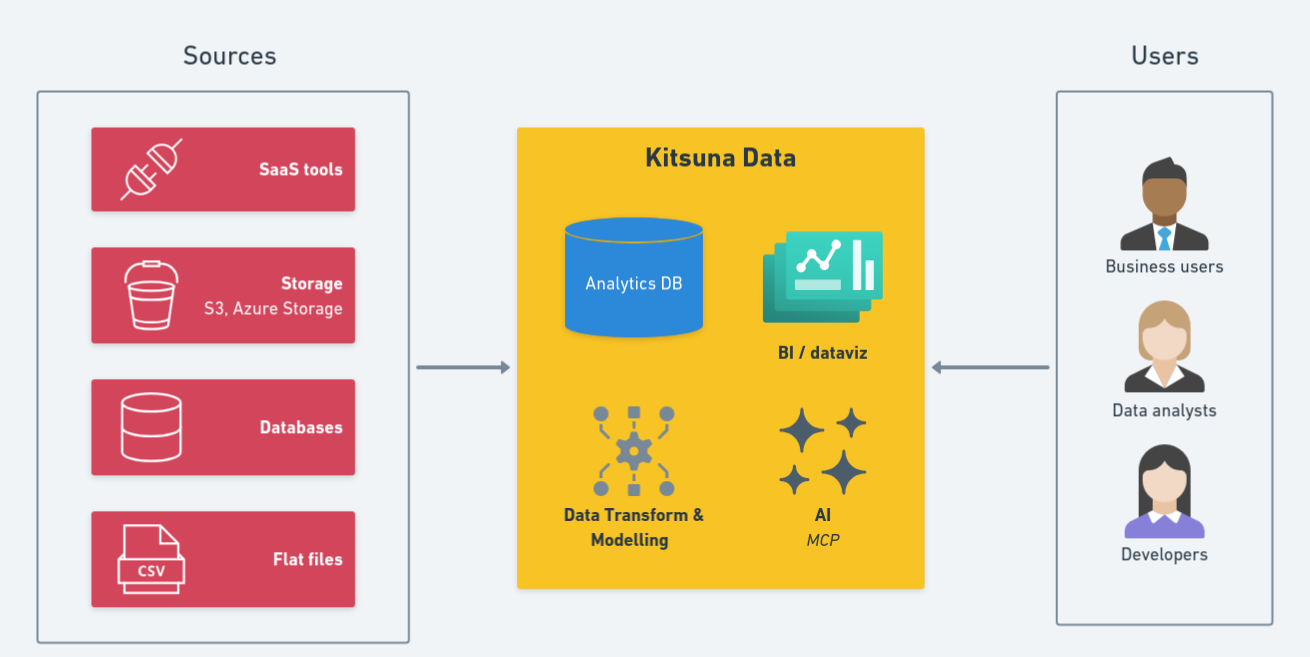 Sources
Users
SaaS tools
Storage
S3, Azure Storage
Databases
CSV
Flat files
Kitsuna Data
Analytics DB
BI / dataviz
Data Transform &
Modelling
AI
MCP
Business users
Data analysts
Developers